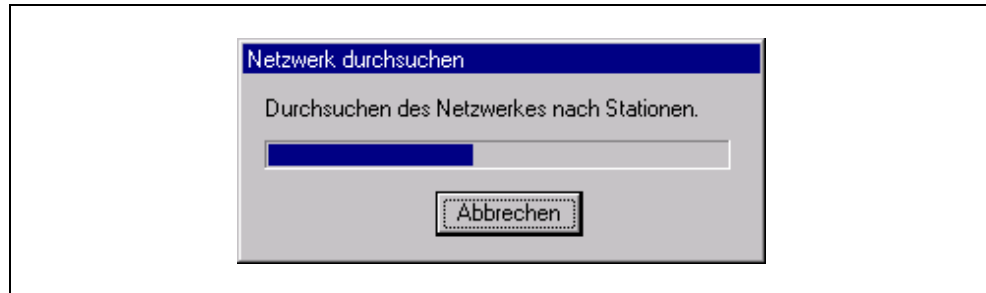 Netzwerk durchsuchen
Durchsuchen des Netzwerkes nach Stationen.
Abbrechen